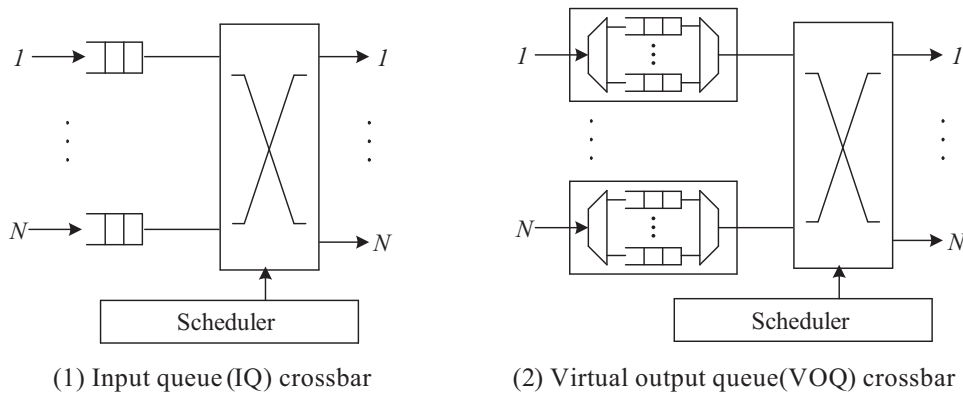 1 1 1 1
N N N N
Scheduler Scheduler
(1) Input queue (IQ) crossbar (2) Virtual output queue(VOQ) crossbar